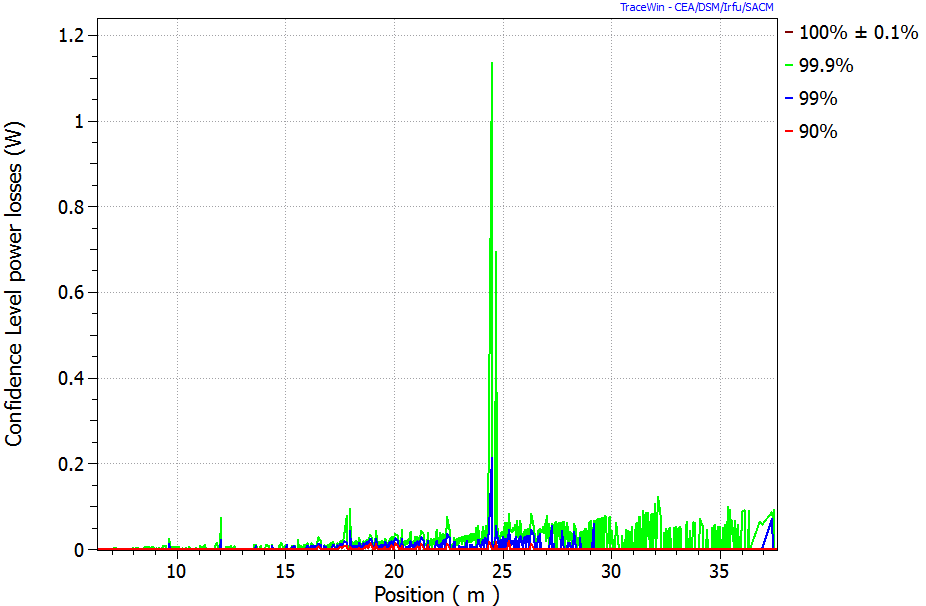 TraceWin - CEA/DSM/Irfu/SACM
100% ± 0.1%
99.9%
99%
90%
Confidence Level power losses (W)
1.2
1
0.8
0.6
0.4
0.2
0
10 15 20 25 30 35
Position ( m )